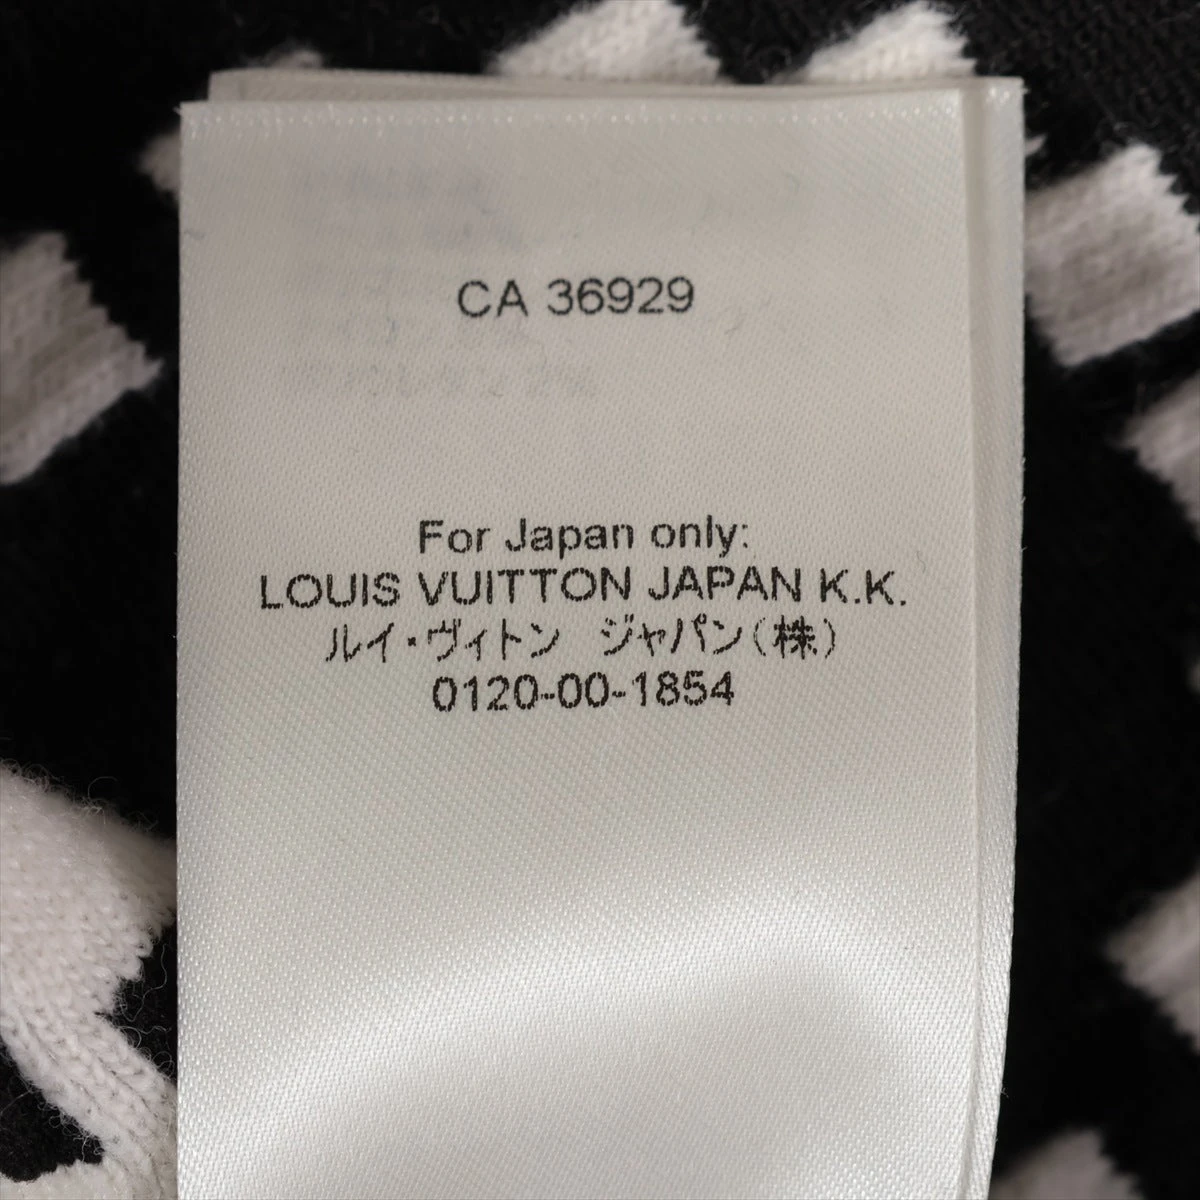 CA 36929
For Japan only:
LOUIS VUITTON JAPAN K.K.
ルイ・ヴィトン　ジャパン(株)
0120-00-1854